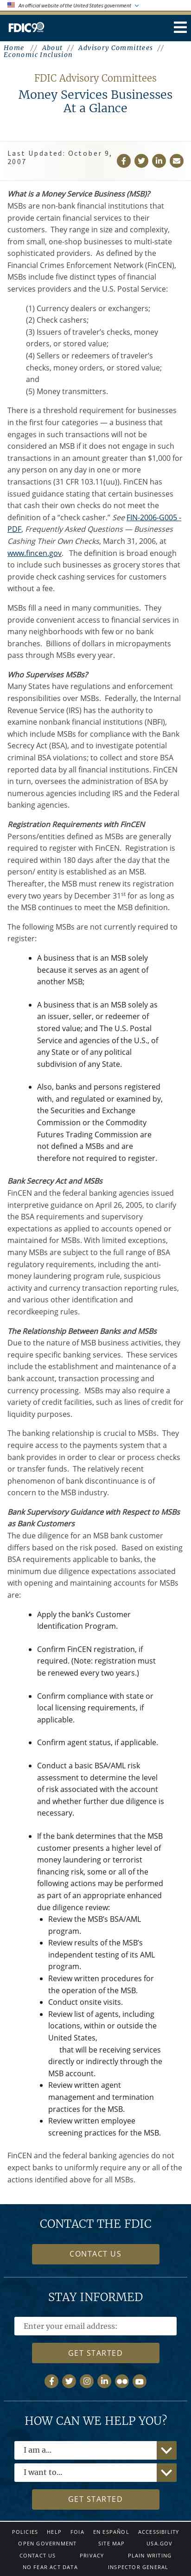 An official website of the United States government
FDIC 90
Home // About // Advisory Committees //
Economic Inclusion
FDIC Advisory Committees
Money Services Businesses
At a Glance
Last Updated: October 9,
2007
What is a Money Service Business (MSB)?
MSBs are non-bank financial institutions that
provide certain financial services to their
customers. They range in size and complexity,
from small, one-shop businesses to multi-state
sophisticated providers. As defined by the
Financial Crimes Enforcement Network (FinCEN),
MSBs include five distinct types of financial
services providers and the U.S. Postal Service:
(1) Currency dealers or exchangers;
(2) Check cashers;
(3) Issuers of traveler's checks, money
orders, or stored value;
(4) Sellers or redeemers of traveler's
checks, money orders, or stored value;
and
(5) Money transmitters.
There is a threshold requirement for businesses
in the first four categories — a business that
engages in such transactions will not be
considered an MSB if it does not engage in such
transactions in an amount greater than $1,000 for
any person on any day in one or more
transactions (31 CFR 103.11(uu)). FinCEN has
issued guidance stating that certain banks that
cash their own checks do not meet the
definition of a "check casher." See FIN-2006-G005 -
PDF, Frequently Asked Questions — Businesses
Cashing Their Own Checks, March 31, 2006, at
www.fincen.gov. The definition is broad enough
to include such businesses as grocery stores that
provide check cashing services for customers
without a fee.
MSBs fill a need in many communities. They
provide consumers access to financial services in
many neighborhoods with few or no bank
branches. Billions of dollars in micropayments
pass through MSBs every year.
Who Supervises MSBs?
Many States have regulations and enforcement
responsibilities over MSBs. Federally, the Internal
Revenue Service (IRS) has the authority to
examine nonbank financial institutions (NBFI),
which include MSBs for compliance with the Bank
Secrecy Act (BSA), and to investigate potential
criminal BSA violations; to collect and store BSA
reported data by all financial institutions. FinCEN
in turn, can assess civil money penalties for BSA
violations by MSBs, based on referrals from
various agencies including IRS and the Federal
banking agencies.
Registration Requirements with FinCEN
Persons/entities defined as MSBs are generally
required to register with FinCEN. Registration is
required within 180 days after the date that the
person/entity is established as an MSB.
Thereafter, the MSB must renew its registration
every two years by December 31st as long as
the MSB continues to meet the MSB definition.
The following MSBs are not currently required to
register:
A business that is an MSB solely
because it serves as an agent of
another MSB;
A business that is an MSB solely as
an issuer, seller, or redeemer of
stored value; and The U.S. Postal
Service and agencies of the U.S., of
any State or of any political
subdivision of any State.
Also, banks and persons registered
with, and regulated or examined by,
the Securities and Exchange
Commission or the Commodity
Futures Trading Commission are
not defined as MSBs and are
therefore not required to register.
Bank Secrecy Act and MSBs
FinCEN and the federal banking agencies issued
interpretive guidance on April 26, 2005, to clarify
the BSA requirements and supervisory
expectations as applied to accounts opened or
maintained for MSBs. With limited exceptions,
many MSBs are subject to the full range of BSA
regulatory requirements, including the anti-
money laundering program rule, suspicious
activity and currency transaction reporting rules,
and various other identification and
recordkeeping rules.
The Relationship Between Banks and MSBs
Due to the nature of MSB business activities, they
require specific banking services. These services
include the establishment and maintenance of a
bank account, transaction clearing and
processing. MSBs may also require a
variety of credit services, such as lines of credit for
liquidity purposes.
The banking relationship is crucial, as MSBs
require access to the payments system that a
bank can provide in order to process/clear checks
or transfer funds. The relatively recent
phenomenon of bank discontinuance is of
concern to the MSB industry.
Bank Supervisory Guidance with Respect to MSBs
as Bank Customers
The due diligence for an MSB bank customer
differs based on the risk posed. Based on existing
BSA requirements applicable to banks, the
minimum due diligence expectations associated
with opening and maintaining accounts for MSBs
are:
Apply the bank's Customer
Identification Program.
Confirm FinCEN registration, if
required. (Note: registration must
be renewed every two years.)
Confirm compliance with state or
local licensing requirements, if
applicable.
Confirm agent status, if applicable.
Conduct a basic BSA/AML risk
assessment to determine the level
of risk associated with the account
and whether further due diligence is
necessary.
If the bank determines that the MSB
customer presents a higher level of
money laundering or terrorist
financing risk, some or all of the
following actions may be performed
as part of an appropriate enhanced
due diligence review:
Review the MSB's BSA/AML
program.
Review results of the MSB's
independent testing of its AML
program.
Review written procedures for
the operation of the MSB.
Conduct onsite visits.
Review list of agents, including
locations, within or outside the
United States,
that will be receiving services
directly or indirectly through the
MSB account.
Review written agent
management and termination
practices for the MSB.
Review written employee
screening practices for the MSB.
FinCEN and the federal banking agencies do not
expect banks to uniformly require any or all of the
actions identified above for all MSBs.
CONTACT THE FDIC
CONTACT US
STAY INFORMED
Enter your email address:
GET STARTED
HOW CAN WE HELP YOU?
I am a...
I want to...
GET STARTED
POLICIES HELP FOIA EN ESPAÑOL ACCESSIBILITY
OPEN GOVERNMENT SITE MAP USA.GOV
CONTACT US PRIVACY PLAIN WRITING
NO FEAR ACT DATA INSPECTOR GENERAL